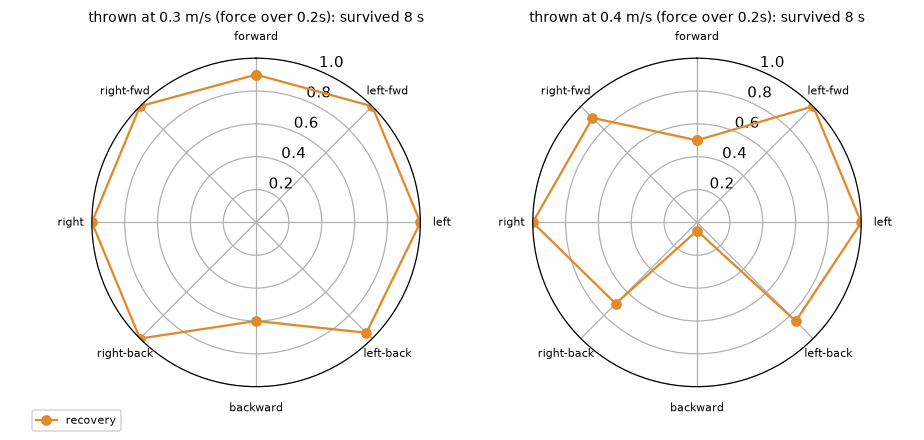 thrown at 0.3 m/s (force over 0.2s): survived 8 s
forward
1.0
right-fwd
left-fwd
0.8
0.6
0.4
0.2
right
left
right-back
left-back
backward
recovery
thrown at 0.4 m/s (force over 0.2s): survived 8 s
forward
1.0
right-fwd
left-fwd
0.8
0.6
0.4
0.2
right
left
right-back
left-back
backward